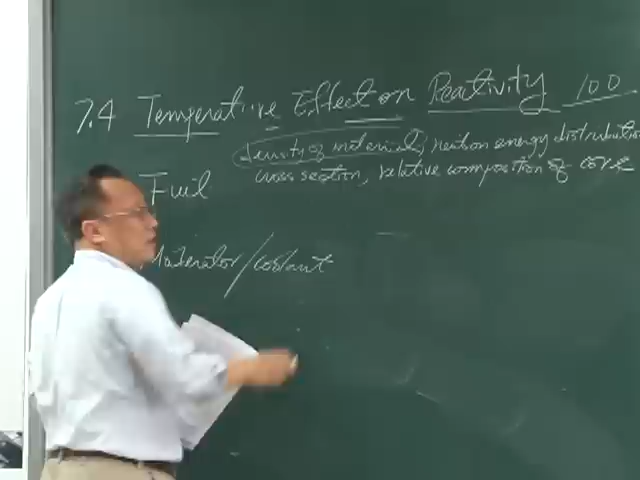 7.4 Temperature Effect on Reactivity 100
density of materials, neutron energy distribution
cross section, relative composition of core
Fuel
Moderator/coolant